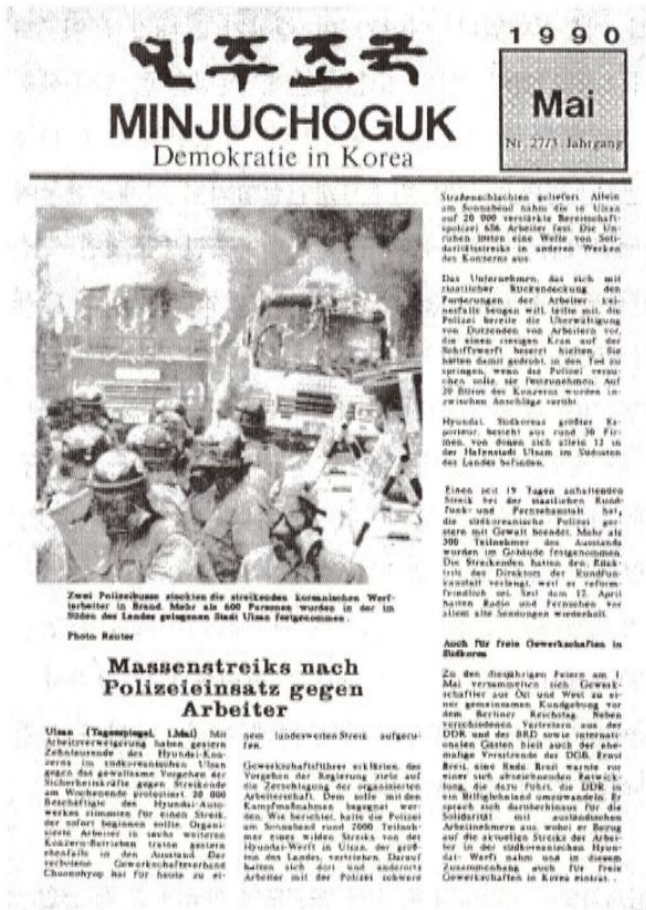 민주조국
MINJUCHOGUK
Demokratie in Korea
1990
Mai
Nr. 27/3. Jahrgang
Zwei Polizeibusse steckten die streikenden koreanischen Werf-
tarbeiter in Brand. Mehr als 600 Personen wurden in der im
Süden des Landes gelegenen Stadt Ulsan festgenommen.
Photo: Reuter
Massenstreiks nach
Polizeieinsatz gegen
Arbeiter
Ulsan (Tagesspiegel, 1.Mai) Mit
Arbeitsverweigerung haben gestern
Zehntausende des Hyundai-Kon-
zerns im südkoreanischen Ulsan
gegen das gewaltsame Vorgehen der
Sicherheitskräfte gegen Streikende
am Wochenende protestiert. 20 000
Beschäftigte des Hyundai-Auto-
werkes stimmten für einen Streik,
der sofort beginnen sollte. Organi-
sierte Arbeiter in sechs weiteren
Konzern-Betrieben traten gestern
ebenfalls in den Ausstand. Der
verbotene Gewerkschaftsverband
Chunnohyop hat für heute zu ei-
nem landesweiten Streik aufgeru-
fen.
Gewerkschaftsführer erklärten, das
Vorgehen der Regierung ziele auf
die Zerschlagung der organisierten
Arbeiterschaft. Dem solle mit den
Kampfmaßnahmen begegnet wer-
den. Wie berichtet, hatte die Polizei
am Sonnabend rund 2000 Teilneh-
mer eines wilden Streiks von der
Hyundai-Werft in Ulsan, der größ-
ten des Landes, vertrieben. Darauf
hatten sich dort und anderorts
Arbeiter mit der Polizei schwere
Straßenschlachten geliefert. Allein
am Sonnabend nahm die in Ulsan
auf 20 000 verstärkte Bereitschaft-
spolizei 656 Arbeiter fest. Die Un-
ruhen lösten eine Welle von Soli-
daritätsstreiks in anderen Werken
des Konzerns aus.
Das Unternehmen, das sich mit
staatlicher Rückendeckung den
Forderungen der Arbeiter kei-
nesfalls beugen will, teilte mit, die
Polizei bereite die Überwältigung
von Dutzenden von Arbeitern vor,
die einen riesigen Kran auf der
Schiffswerft besetzt hielten. Sie
hätten damit gedroht, in den Tod zu
springen, wenn die Polizei versu-
chen sollte, sie festzunehmen. Auf
20 Büros des Konzerns wurden in-
zwischen Anschläge verübt.
Hyundai, Südkoreas größter Ex-
porteur, besteht aus rund 30 Fir-
men, von denen sich allein 12 in
der Hafenstadt Ulsam im Südosten
des Landes befinden.
Einen seit 19 Tagen anhaltenden
Streik bei der staatlichen Rund-
funk- und Fernsehanstalt hat,
die südkoreanische Polizei ge-
stern mit Gewalt beendet. Mehr als
300 Teilnehmer des Ausstands
wurden im Gebäude festgenommen.
Die Streikenden hatten den Rück-
tritt des Direktors der Rundfun-
kanstalt verlangt, weil er reform-
feindlich sei. Seit dem 12. April
hatten Radio und Fernsehen vor
allem alte Sendungen wiederholt.
Auch für freie Gewerkschaften in
Südkorea
Zu den diesjährigen Feiern am 1.
Mai versammelten sich Gewerk-
schaftler aus Ost und West zu ei-
ner gemeinsamen Kundgebung vor
dem Berliner Reichstag. Neben
verschiedenen Vertretern aus der
DDR und der BRD sowie internati-
onalen Gästen hielt auch der ehe-
malige Vorsitzende des DGB, Ernst
Breit, eine Rede. Breit warnte vor
einer sich abzeichnenden Entwick-
lung, die dazu führt, die DDR in
ein Billiglohnland umzuwandeln. Er
sprach sich darüberhinaus für die
Solidarität mit ausländischen
Arbeitnehmern aus, wobei er Bezug
auf die aktuellen Streiks der Arbei-
ter in der südkoreanischen Hyun-
dai- Werft nahm und in diesem
Zusammenhang auch für freie
Gewerkschaften in Korea eintrat.